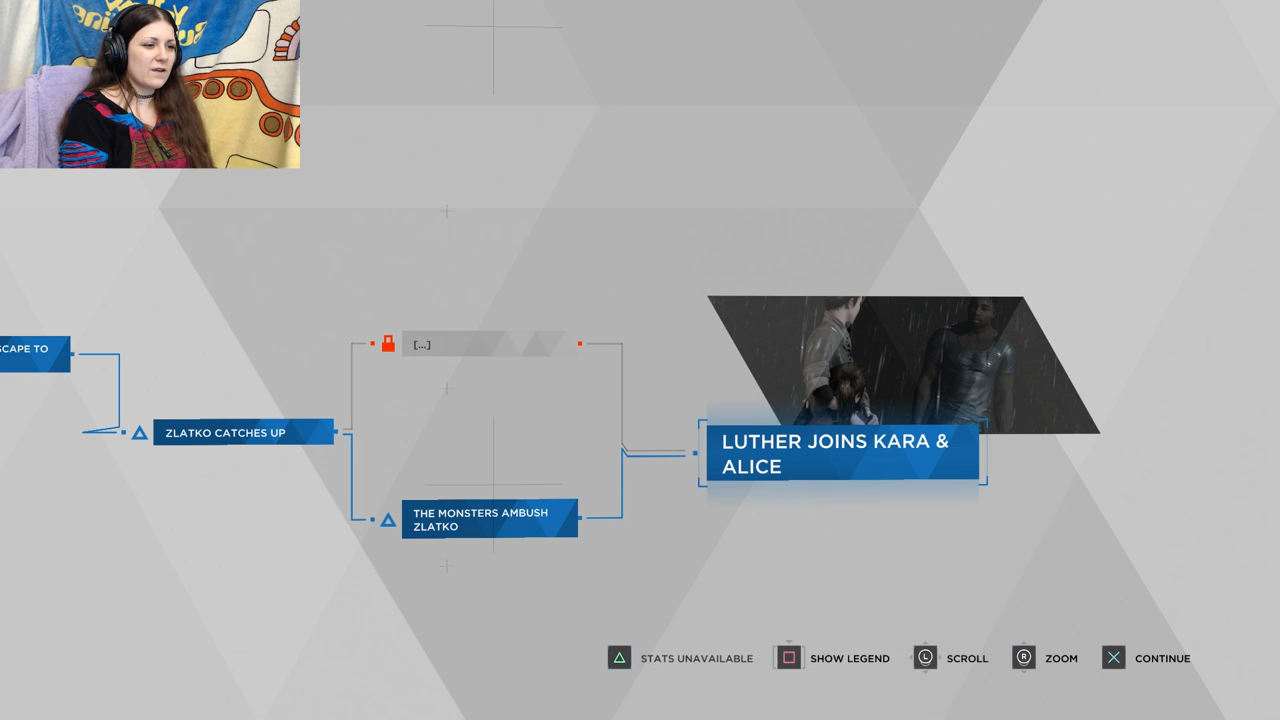 SCAPE TO
ZLATKO CATCHES UP
[...]
THE MONSTERS AMBUSH
ZLATKO
LUTHER JOINS KARA &
ALICE
STATS UNAVAILABLE
SHOW LEGEND
L
SCROLL
R
ZOOM
CONTINUE